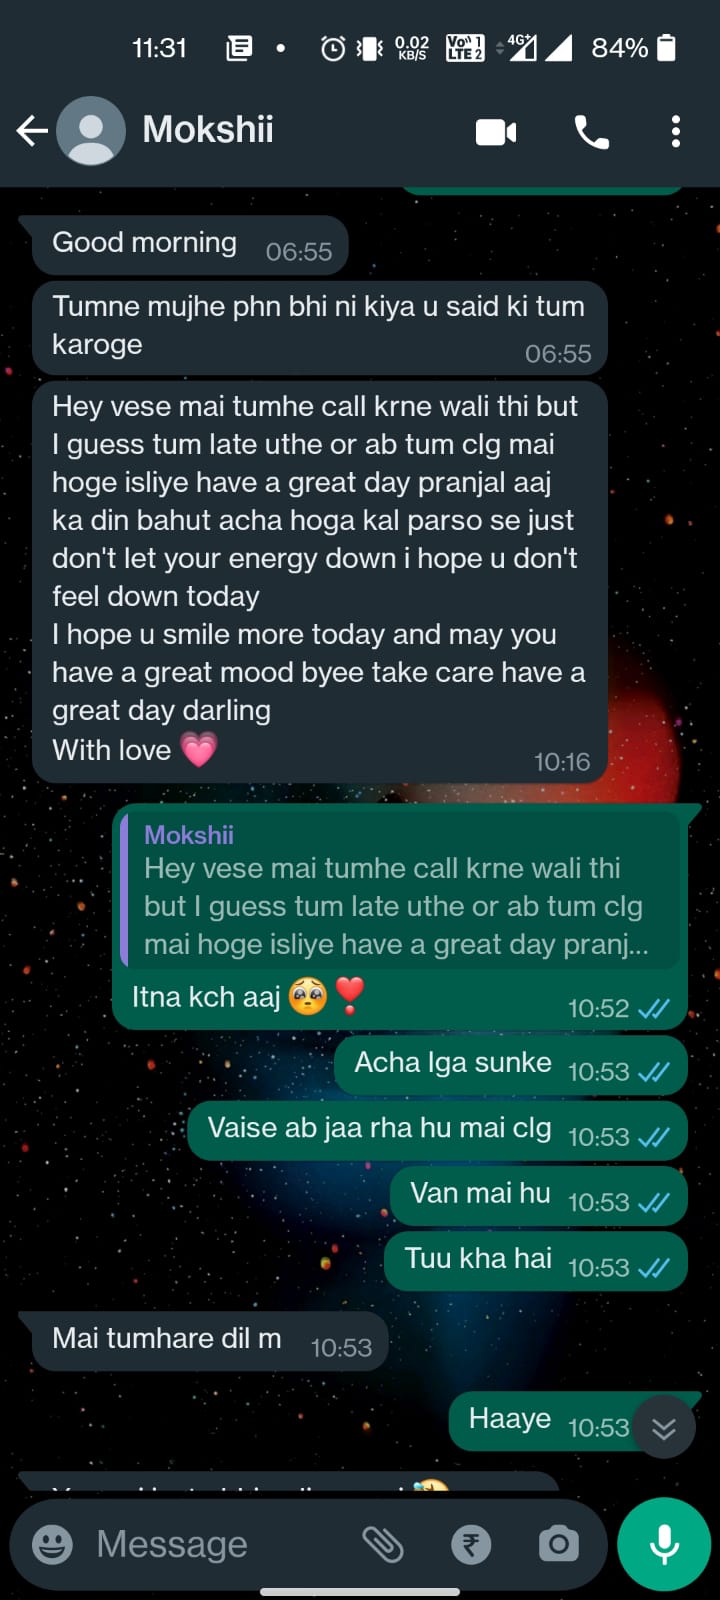 11:31
0.02 KB/S
Vo 1 LTE 2
4G+
84%
Mokshii
Good morning 06:55
Tumne mujhe phn bhi ni kiya u said ki tum
karoge 06:55
Hey vese mai tumhe call krne wali thi but
I guess tum late uthe or ab tum clg mai
hoge isliye have a great day pranjal aaj
ka din bahut acha hoga kal parso se just
don't let your energy down i hope u don't
feel down today
I hope u smile more today and may you
have a great mood byee take care have a
great day darling
With love 💗 10:16
Mokshii
Hey vese mai tumhe call krne wali thi
but I guess tum late uthe or ab tum clg
mai hoge isliye have a great day pranj...
Itna kch aaj 🥺❣️ 10:52
Acha lga sunke 10:53
Vaise ab jaa rha hu mai clg 10:53
Van mai hu 10:53
Tuu kha hai 10:53
Mai tumhare dil m 10:53
Haaye 10:53
Message
₹